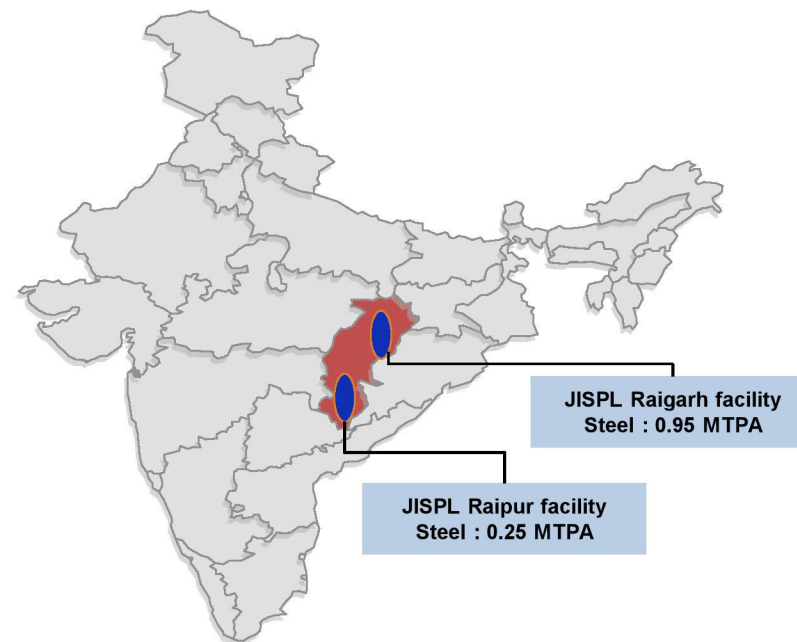 JISPL Raigarh facility
Steel : 0.95 MTPA
JISPL Raipur facility
Steel : 0.25 MTPA